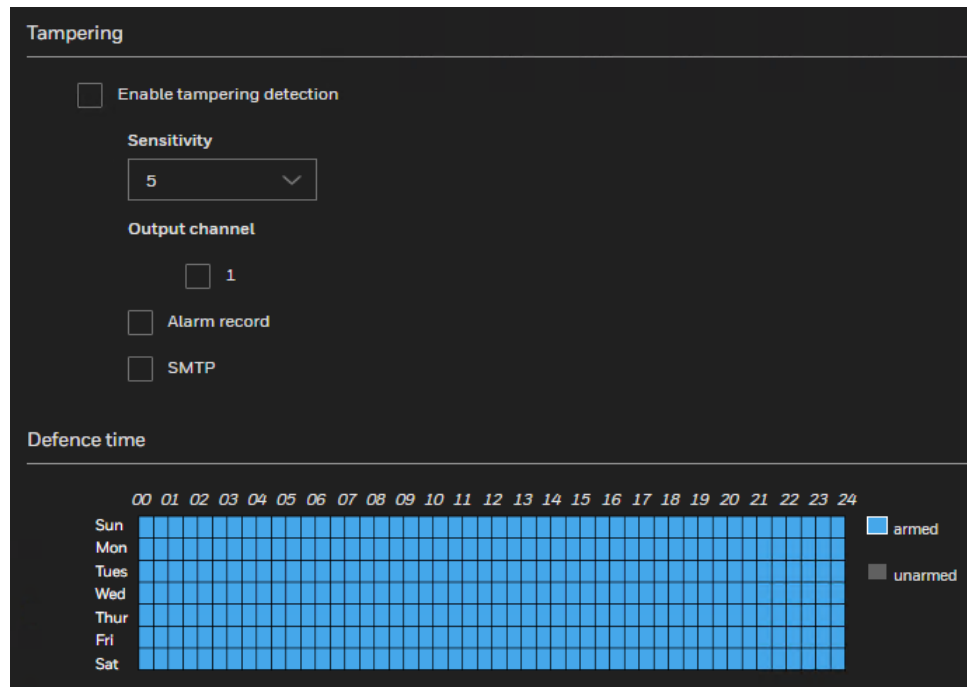 Tampering
Enable tampering detection
Sensitivity
5
Output channel
1
Alarm record
SMTP
Defence time
00 01 02 03 04 05 06 07 08 09 10 11 12 13 14 15 16 17 18 19 20 21 22 23 24
Sun
armed
Mon
Tues
unarmed
Wed
Thur
Fri
Sat